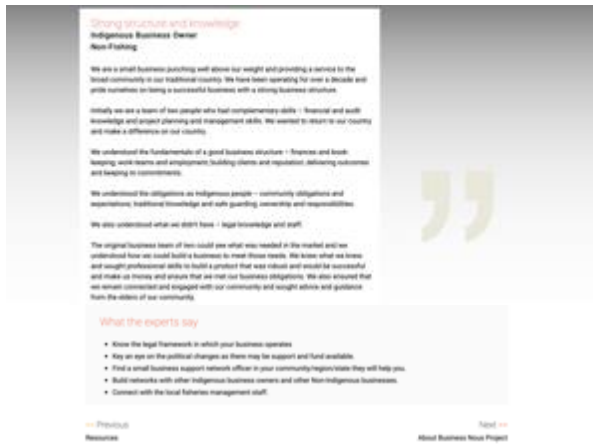 Strong structure and knowledge
Indigenous Business Owner
Non-Fishing
We are a small business punching well above our weight and providing a service to the
broad community in our traditional country. We have been operating for over a decade and
pride ourselves on being a successful business with a strong business structure.
Initially we are a team of two people who had complementary skills – financial and audit
knowledge and project planning and management skills. We wanted to return to our country
and make a difference on our country.
We understood the fundamentals of a good business structure – finances and book-
keeping; work teams and employment; building clients and reputation; delivering outcomes
and keeping to commitments.
We understood the obligations as Indigenous people – community obligations and
expectations; traditional knowledge and safe guarding; ownership and responsibilities.
We also understood what we didn't have – legal knowledge and staff.
The original business team of two could see what was needed in the market and we
understood how we could build a business to meet those needs. We knew what we knew
and sought professional skills to build a product that was robust and would be successful
and make us money and ensure that we met our business obligations. We also ensured that
we remain connected and engaged with our community and sought advice and guidance
from the elders of our community.
”
What the experts say
• Know the legal framework in which your business operates
• Key an eye on the political changes as there may be support and fund available.
• Find a small business support network officer in your community/region/state they will help you.
• Build networks with other Indigenous business owners and other Non-Indigenous businesses.
• Connect with the local fisheries management staff.
Previous
Next
Resources
About Business Nous Project